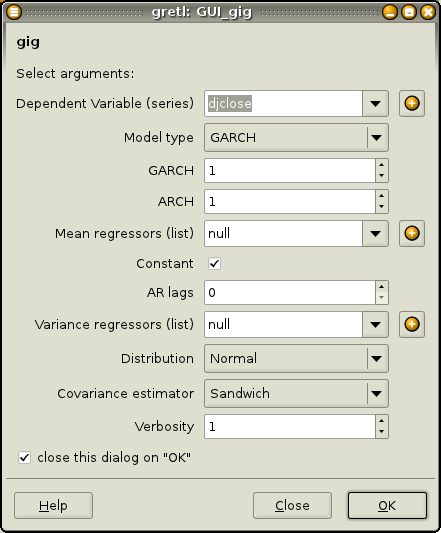 gretl: GUI_gig
gig
Select arguments:
Dependent Variable (series) djclose
Model type GARCH
GARCH 1
ARCH 1
Mean regressors (list) null
Constant
AR lags 0
Variance regressors (list) null
Distribution Normal
Covariance estimator Sandwich
Verbosity 1
close this dialog on "OK"
Help Close OK